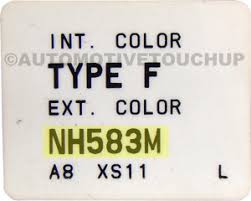 INT. COLOR
©AUTOMOTIVETOUCHUP
TYPE F
EXT. COLOR
NH583M
A8 XS11 L